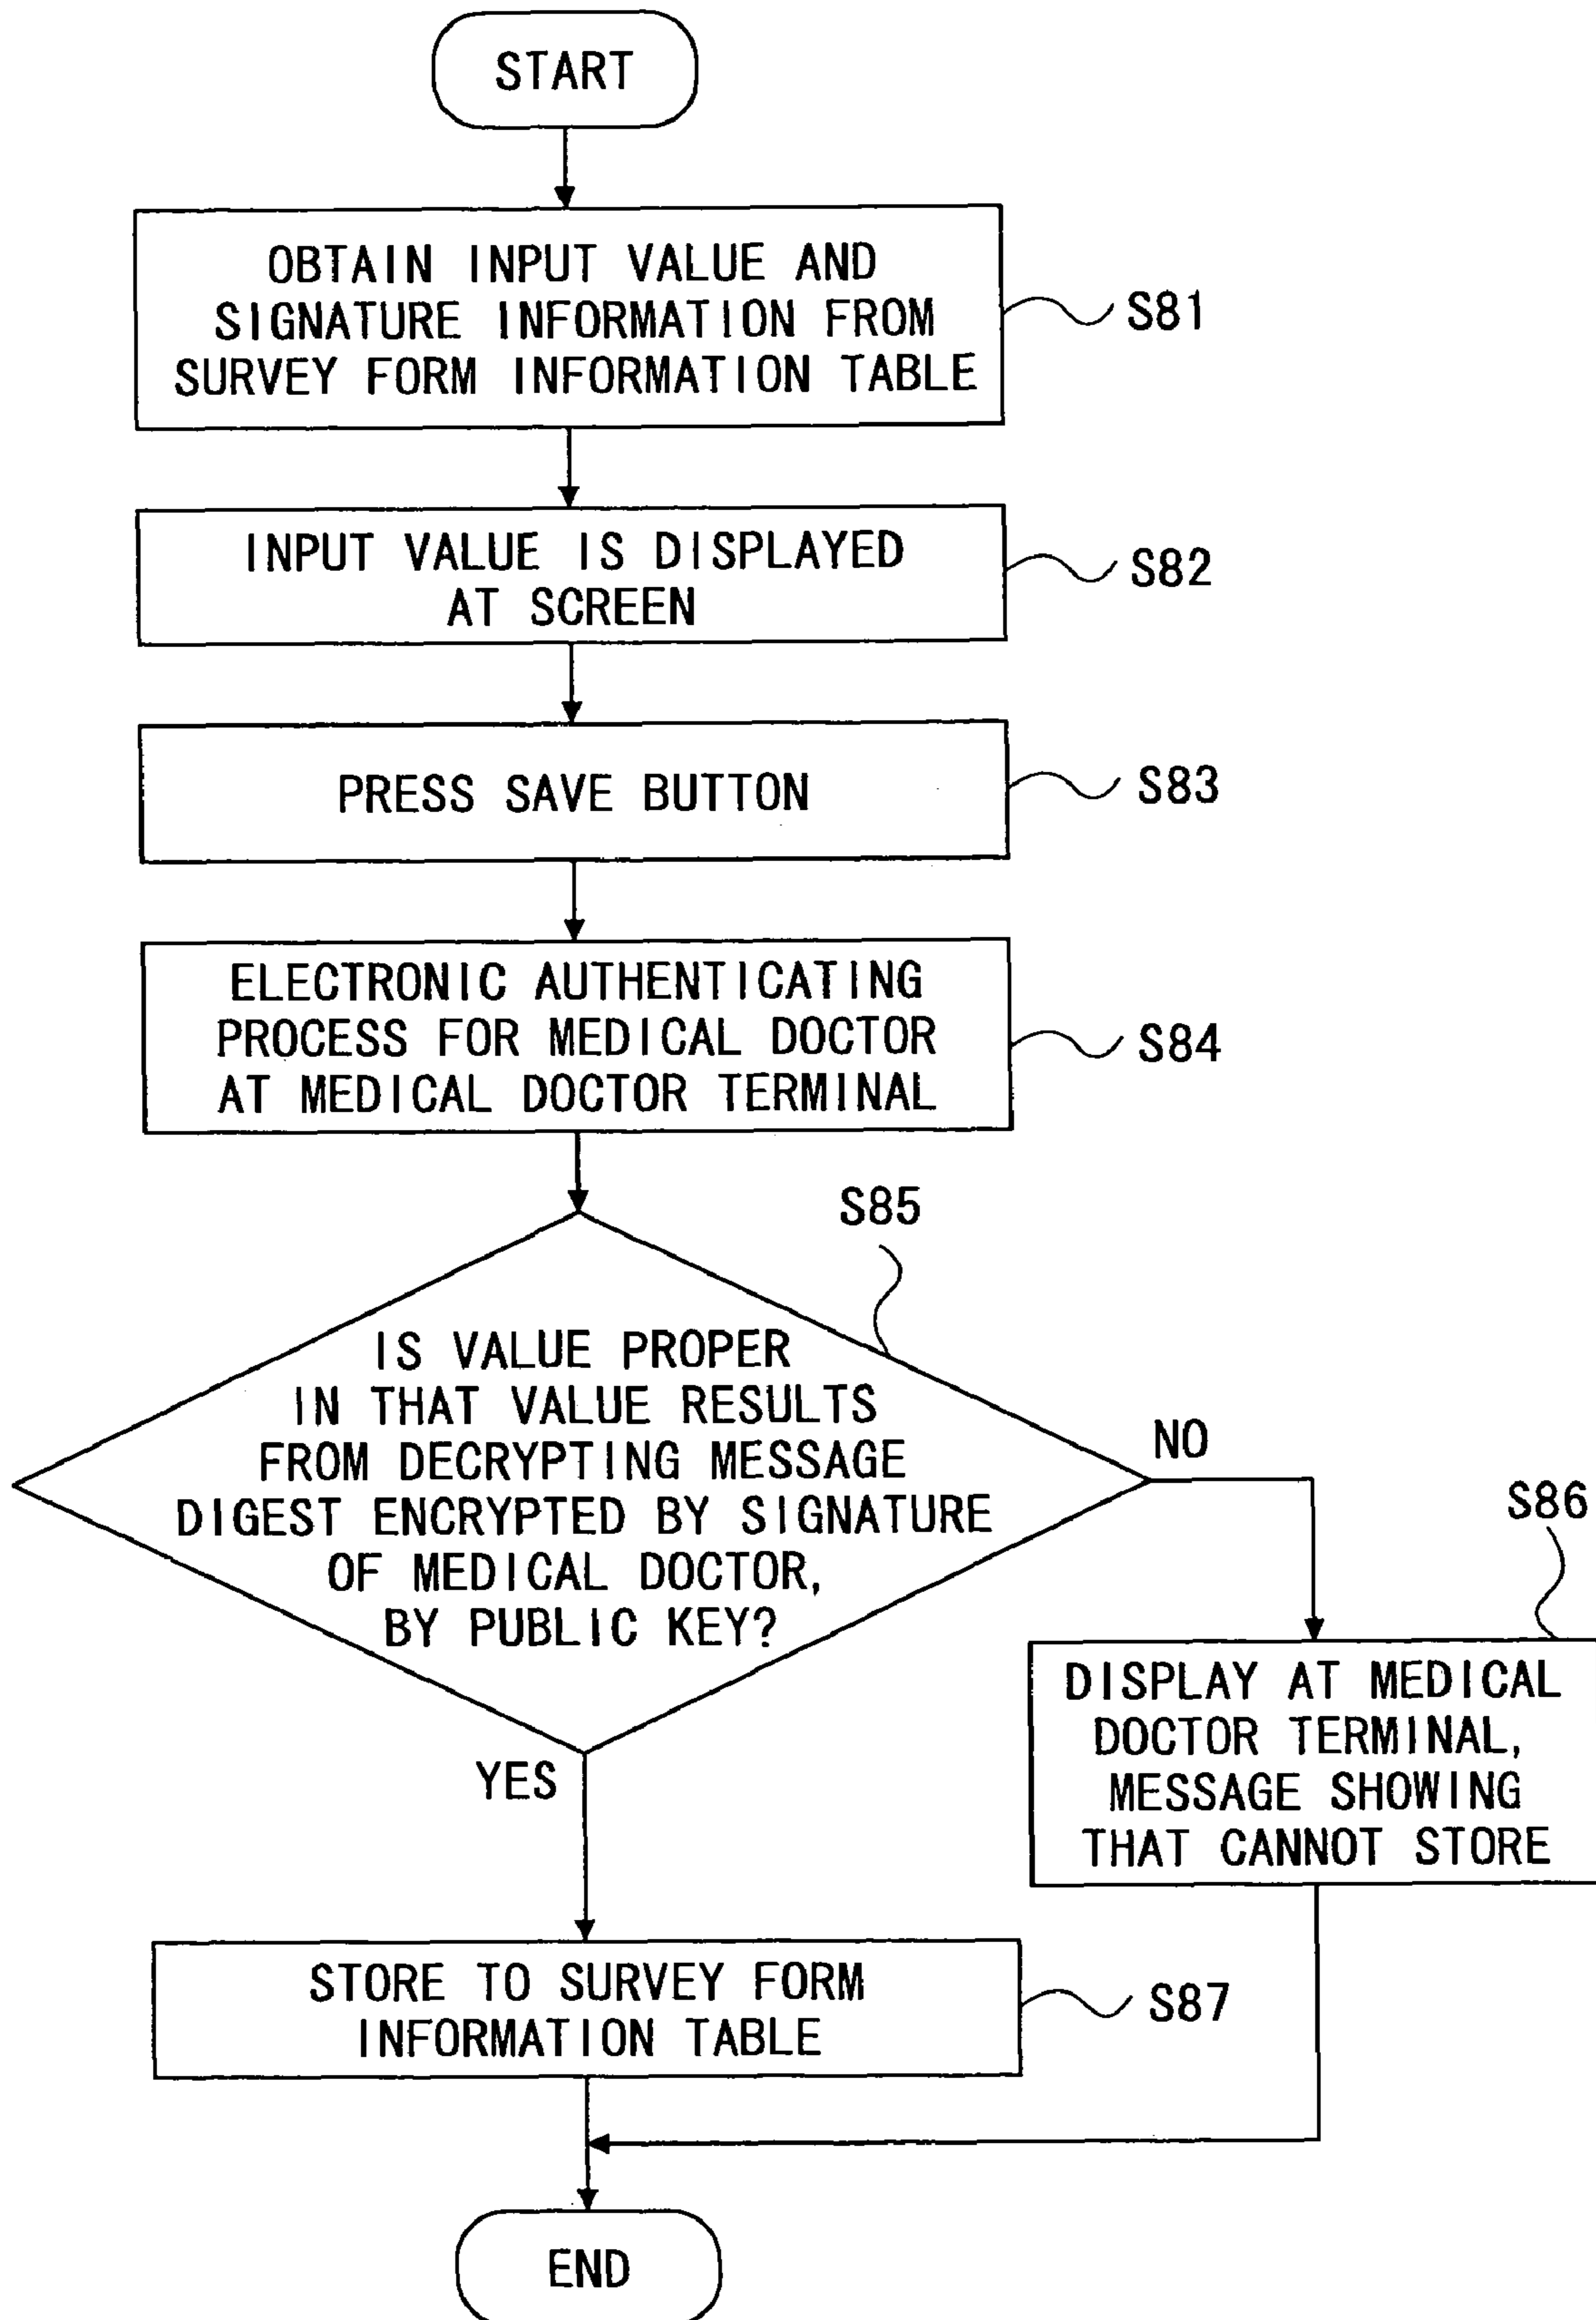 START
OBTAIN INPUT VALUE AND
SIGNATURE INFORMATION FROM
SURVEY FORM INFORMATION TABLE
S81
INPUT VALUE IS DISPLAYED
AT SCREEN
S82
PRESS SAVE BUTTON
S83
ELECTRONIC AUTHENTICATING
PROCESS FOR MEDICAL DOCTOR
AT MEDICAL DOCTOR TERMINAL
S84
S85
IS VALUE PROPER
IN THAT VALUE RESULTS
FROM DECRYPTING MESSAGE
DIGEST ENCRYPTED BY SIGNATURE
OF MEDICAL DOCTOR,
BY PUBLIC KEY?
NO
S86
DISPLAY AT MEDICAL
DOCTOR TERMINAL,
MESSAGE SHOWING
THAT CANNOT STORE
YES
STORE TO SURVEY FORM
INFORMATION TABLE
S87
END